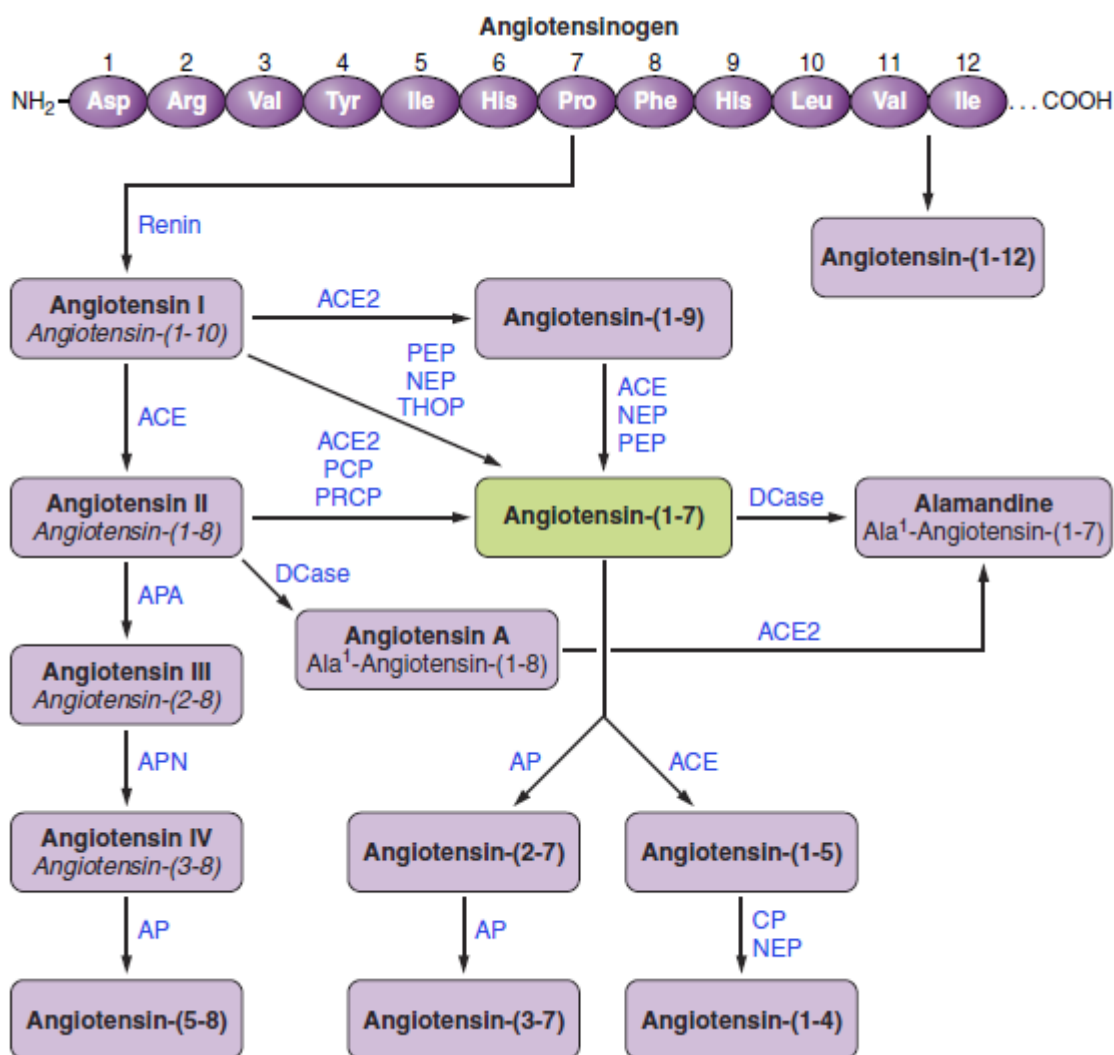 Angiotensinogen
1 2 3 4 5 6 7 8 9 10 11 12
NH₂ Asp Arg Val Tyr Ile His Pro Phe His Leu Val Ile ...COOH
Renin
Angiotensin-(1-12)
Angiotensin I
Angiotensin-(1-10)
ACE2
Angiotensin-(1-9)
PEP
NEP
THOP
ACE
ACE
NEP
PEP
ACE2
PCP
PRCP
Angiotensin II
Angiotensin-(1-8)
Angiotensin-(1-7)
DCase
Alamandine
Ala¹-Angiotensin-(1-7)
DCase
APA
Angiotensin A
Ala¹-Angiotensin-(1-8)
ACE2
Angiotensin III
Angiotensin-(2-8)
APN
AP
ACE
Angiotensin IV
Angiotensin-(3-8)
Angiotensin-(2-7)
Angiotensin-(1-5)
AP
AP
CP
NEP
Angiotensin-(5-8)
Angiotensin-(3-7)
Angiotensin-(1-4)